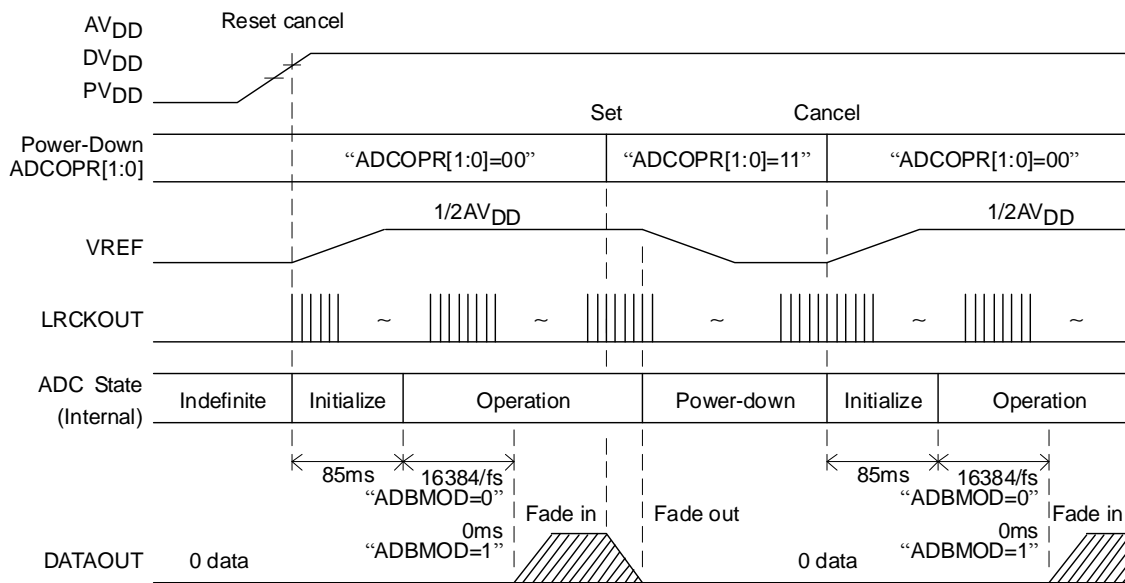 AVDD
Reset cancel
DVDD
PVDD
Set
Cancel
Power-Down
ADCOPR[1:0]
“ADCOPR[1:0]=00”
“ADCOPR[1:0]=11”
“ADCOPR[1:0]=00”
1/2AVDD
1/2AVDD
VREF
LRCKOUT
~
~
~
~
~
ADC State
(Internal)
Indefinite
Initialize
Operation
Power-down
Initialize
Operation
85ms
16384/fs
“ADBMOD=0”
85ms
16384/fs
“ADBMOD=0”
Fade in
Fade out
Fade in
0ms
“ADBMOD=1”
0ms
“ADBMOD=1”
DATAOUT
0 data
0 data